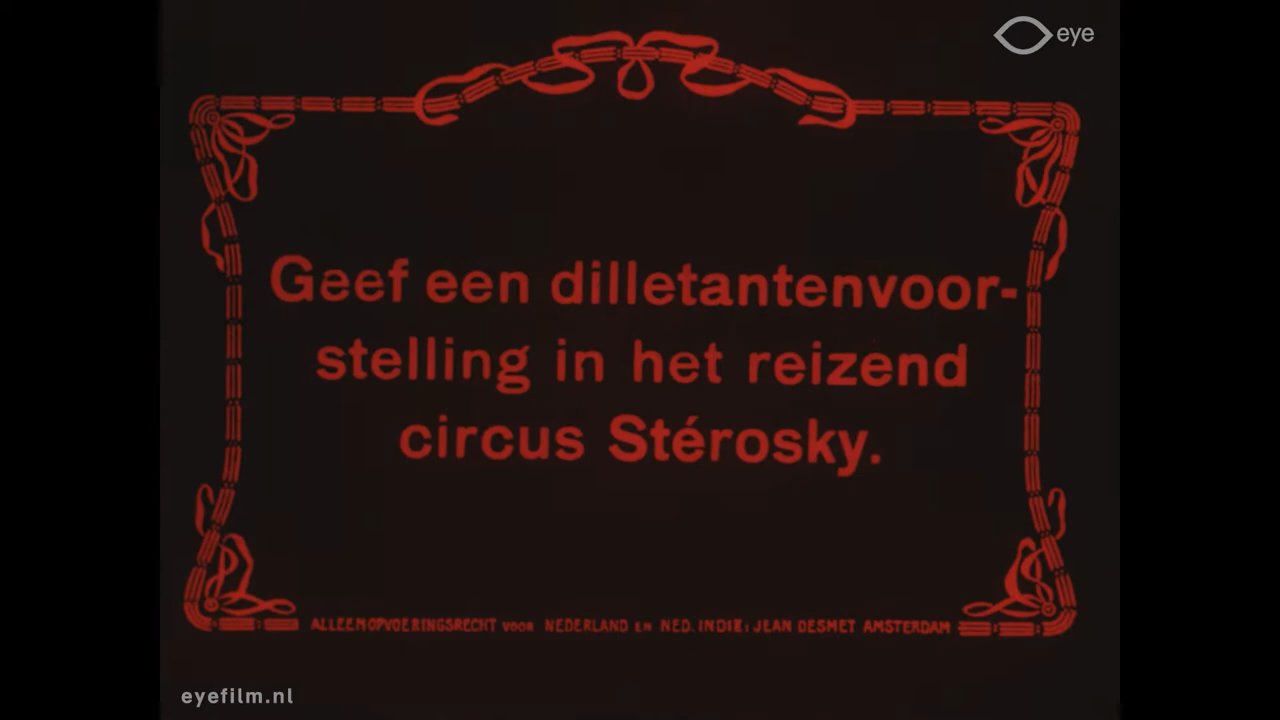 eye
Geef een dilletantenvoor-
stelling in het reizend
circus Stérosky.
ALLEENOPVOERINGSRECHT voor NEDERLAND en NED. INDIE: JEAN DESMET AMSTERDAM
eyefilm.nl